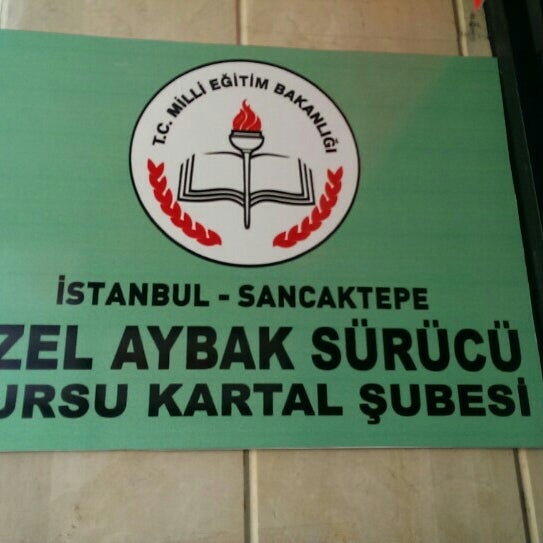 T.C. MİLLİ EĞİTİM BAKANLIĞI
İSTANBUL - SANCAKTEPE
ZEL AYBAK SÜRÜCÜ
URSU KARTAL ŞUBESİ